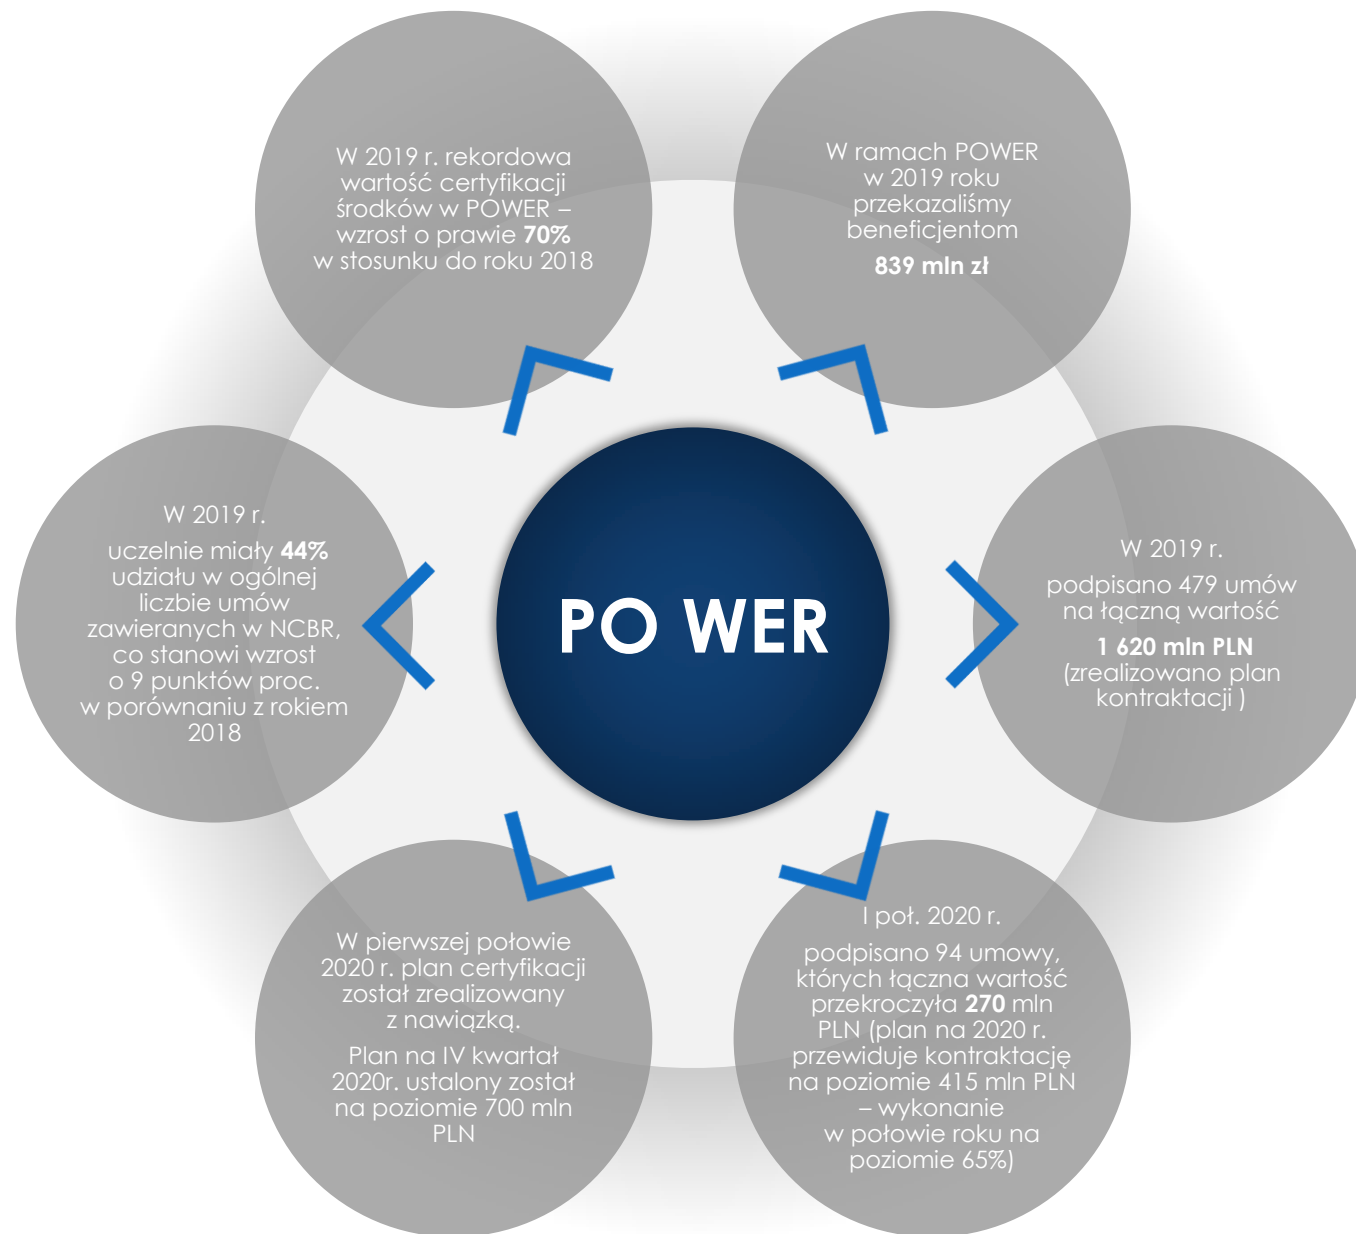 W 2019 r. rekordowa
wartość certyfikacji
środków w POWER –
wzrost o prawie 70%
w stosunku do roku 2018
W ramach POWER
w 2019 roku
przekazaliśmy
beneficjentom
839 mln zł
W 2019 r.
uczelnie miały 44%
udziału w ogólnej
liczbie umów
zawieranych w NCBR,
co stanowi wzrost
o 9 punktów proc.
w porównaniu z rokiem
2018
PO WER
W 2019 r.
podpisano 479 umów
na łączną wartość
1 620 mln PLN
(zrealizowano plan
kontraktacji )
W pierwszej połowie
2020 r. plan certyfikacji
został zrealizowany
z nawiązką.
Plan na IV kwartał
2020r. ustalony został
na poziomie 700 mln
PLN
I poł. 2020 r.
podpisano 94 umowy,
których łączna wartość
przekroczyła 270 mln
PLN (plan na 2020 r.
przewiduje kontraktację
na poziomie 415 mln PLN
– wykonanie
w połowie roku na
poziomie 65%)